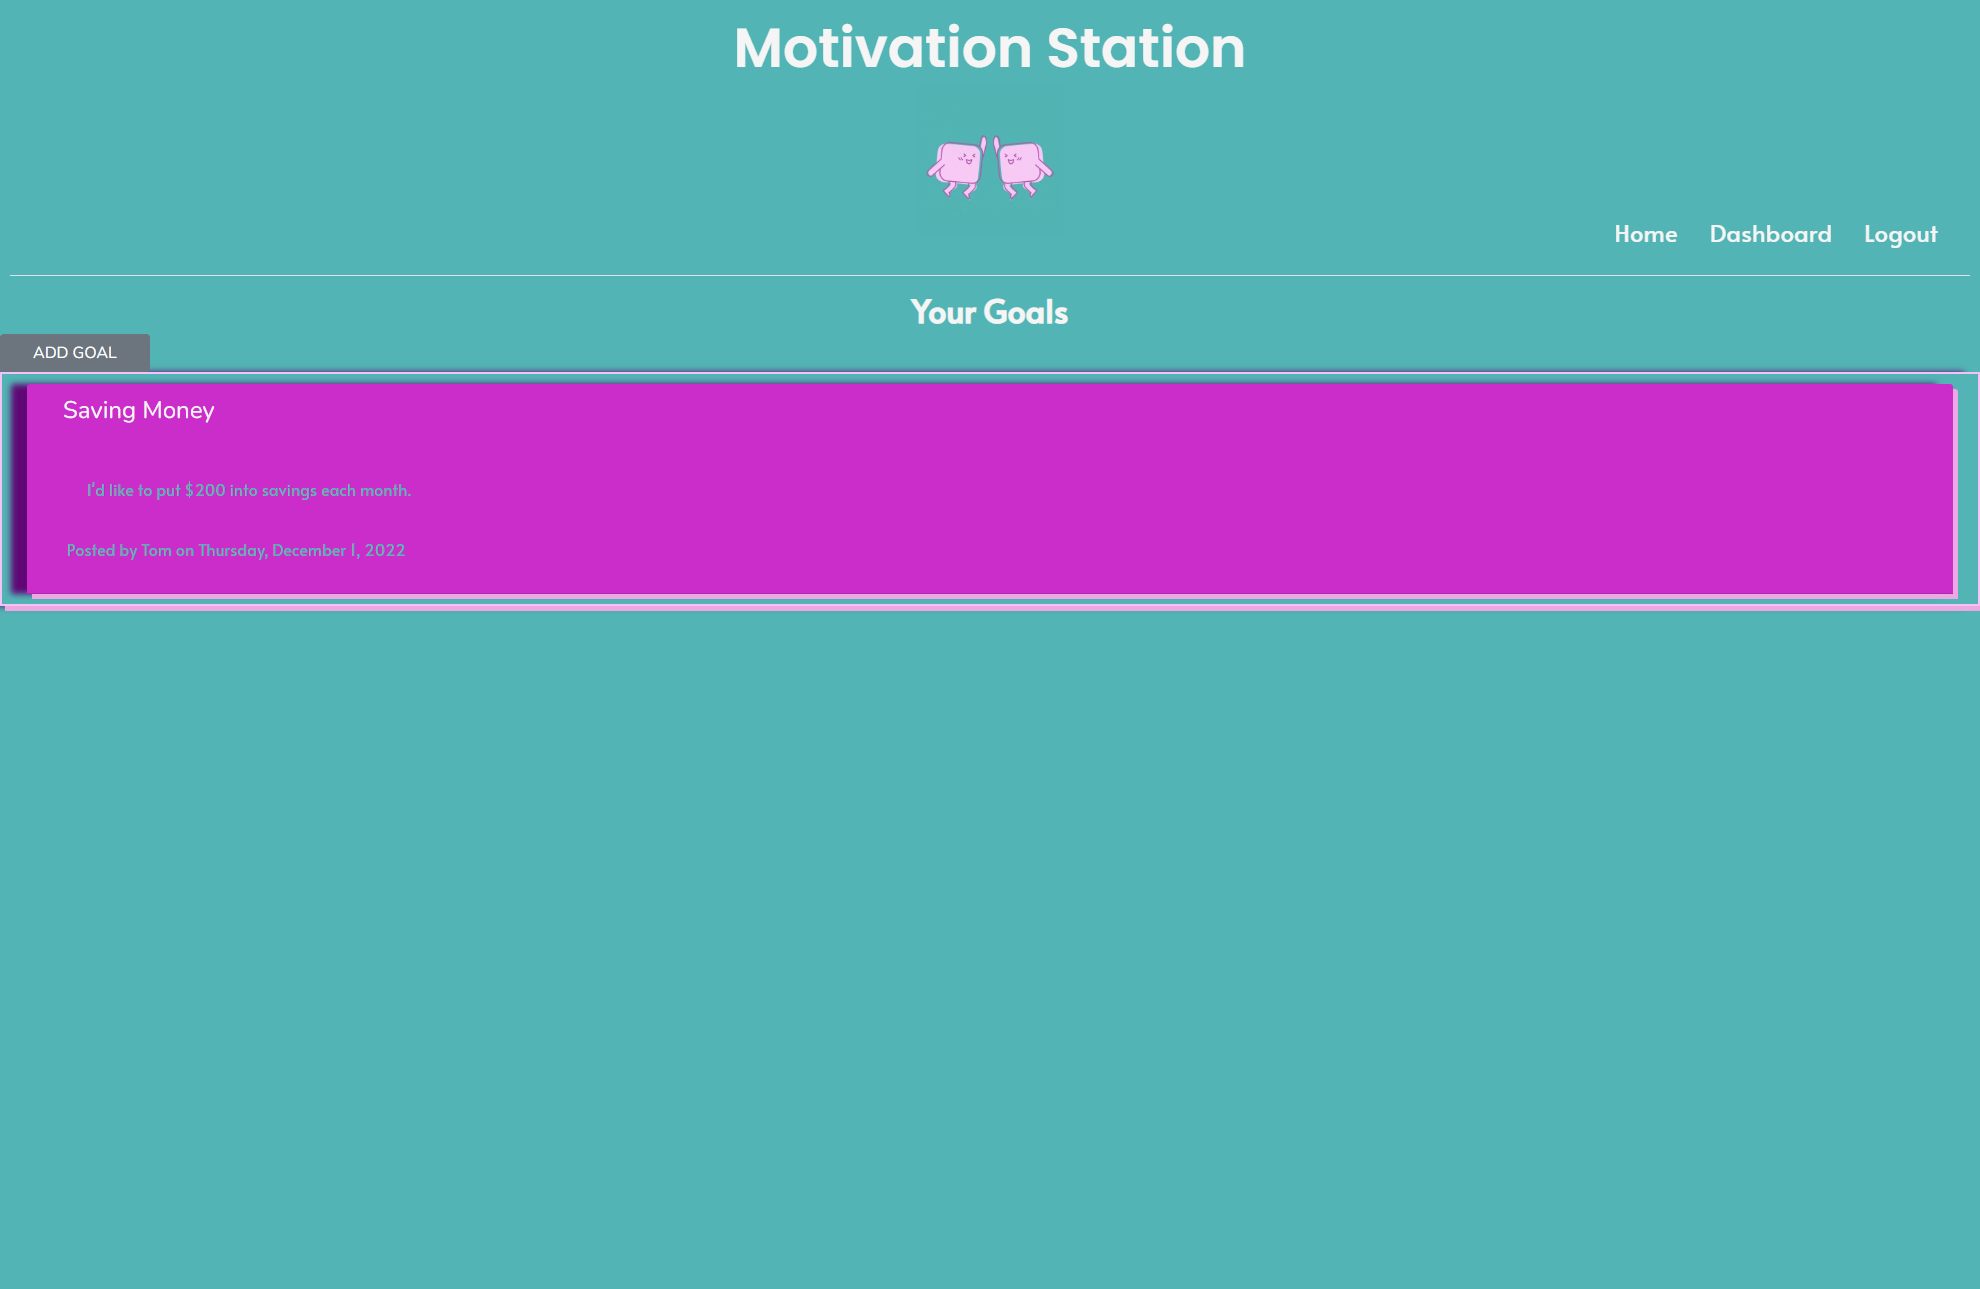 Motivation Station
Home Dashboard Logout
Your Goals
ADD GOAL
Saving Money
I'd like to put $200 into savings each month.
Posted by Tom on Thursday, December 1, 2022